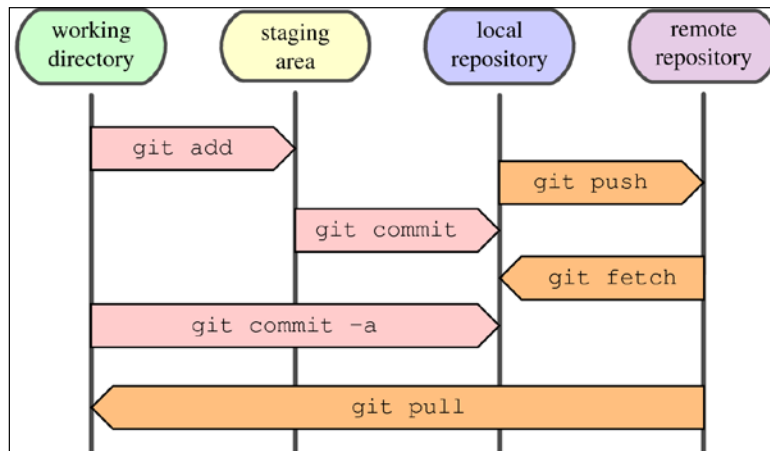 working
directory
staging
area
local
repository
remote
repository
git add
git push
git commit
git fetch
git commit -a
git pull